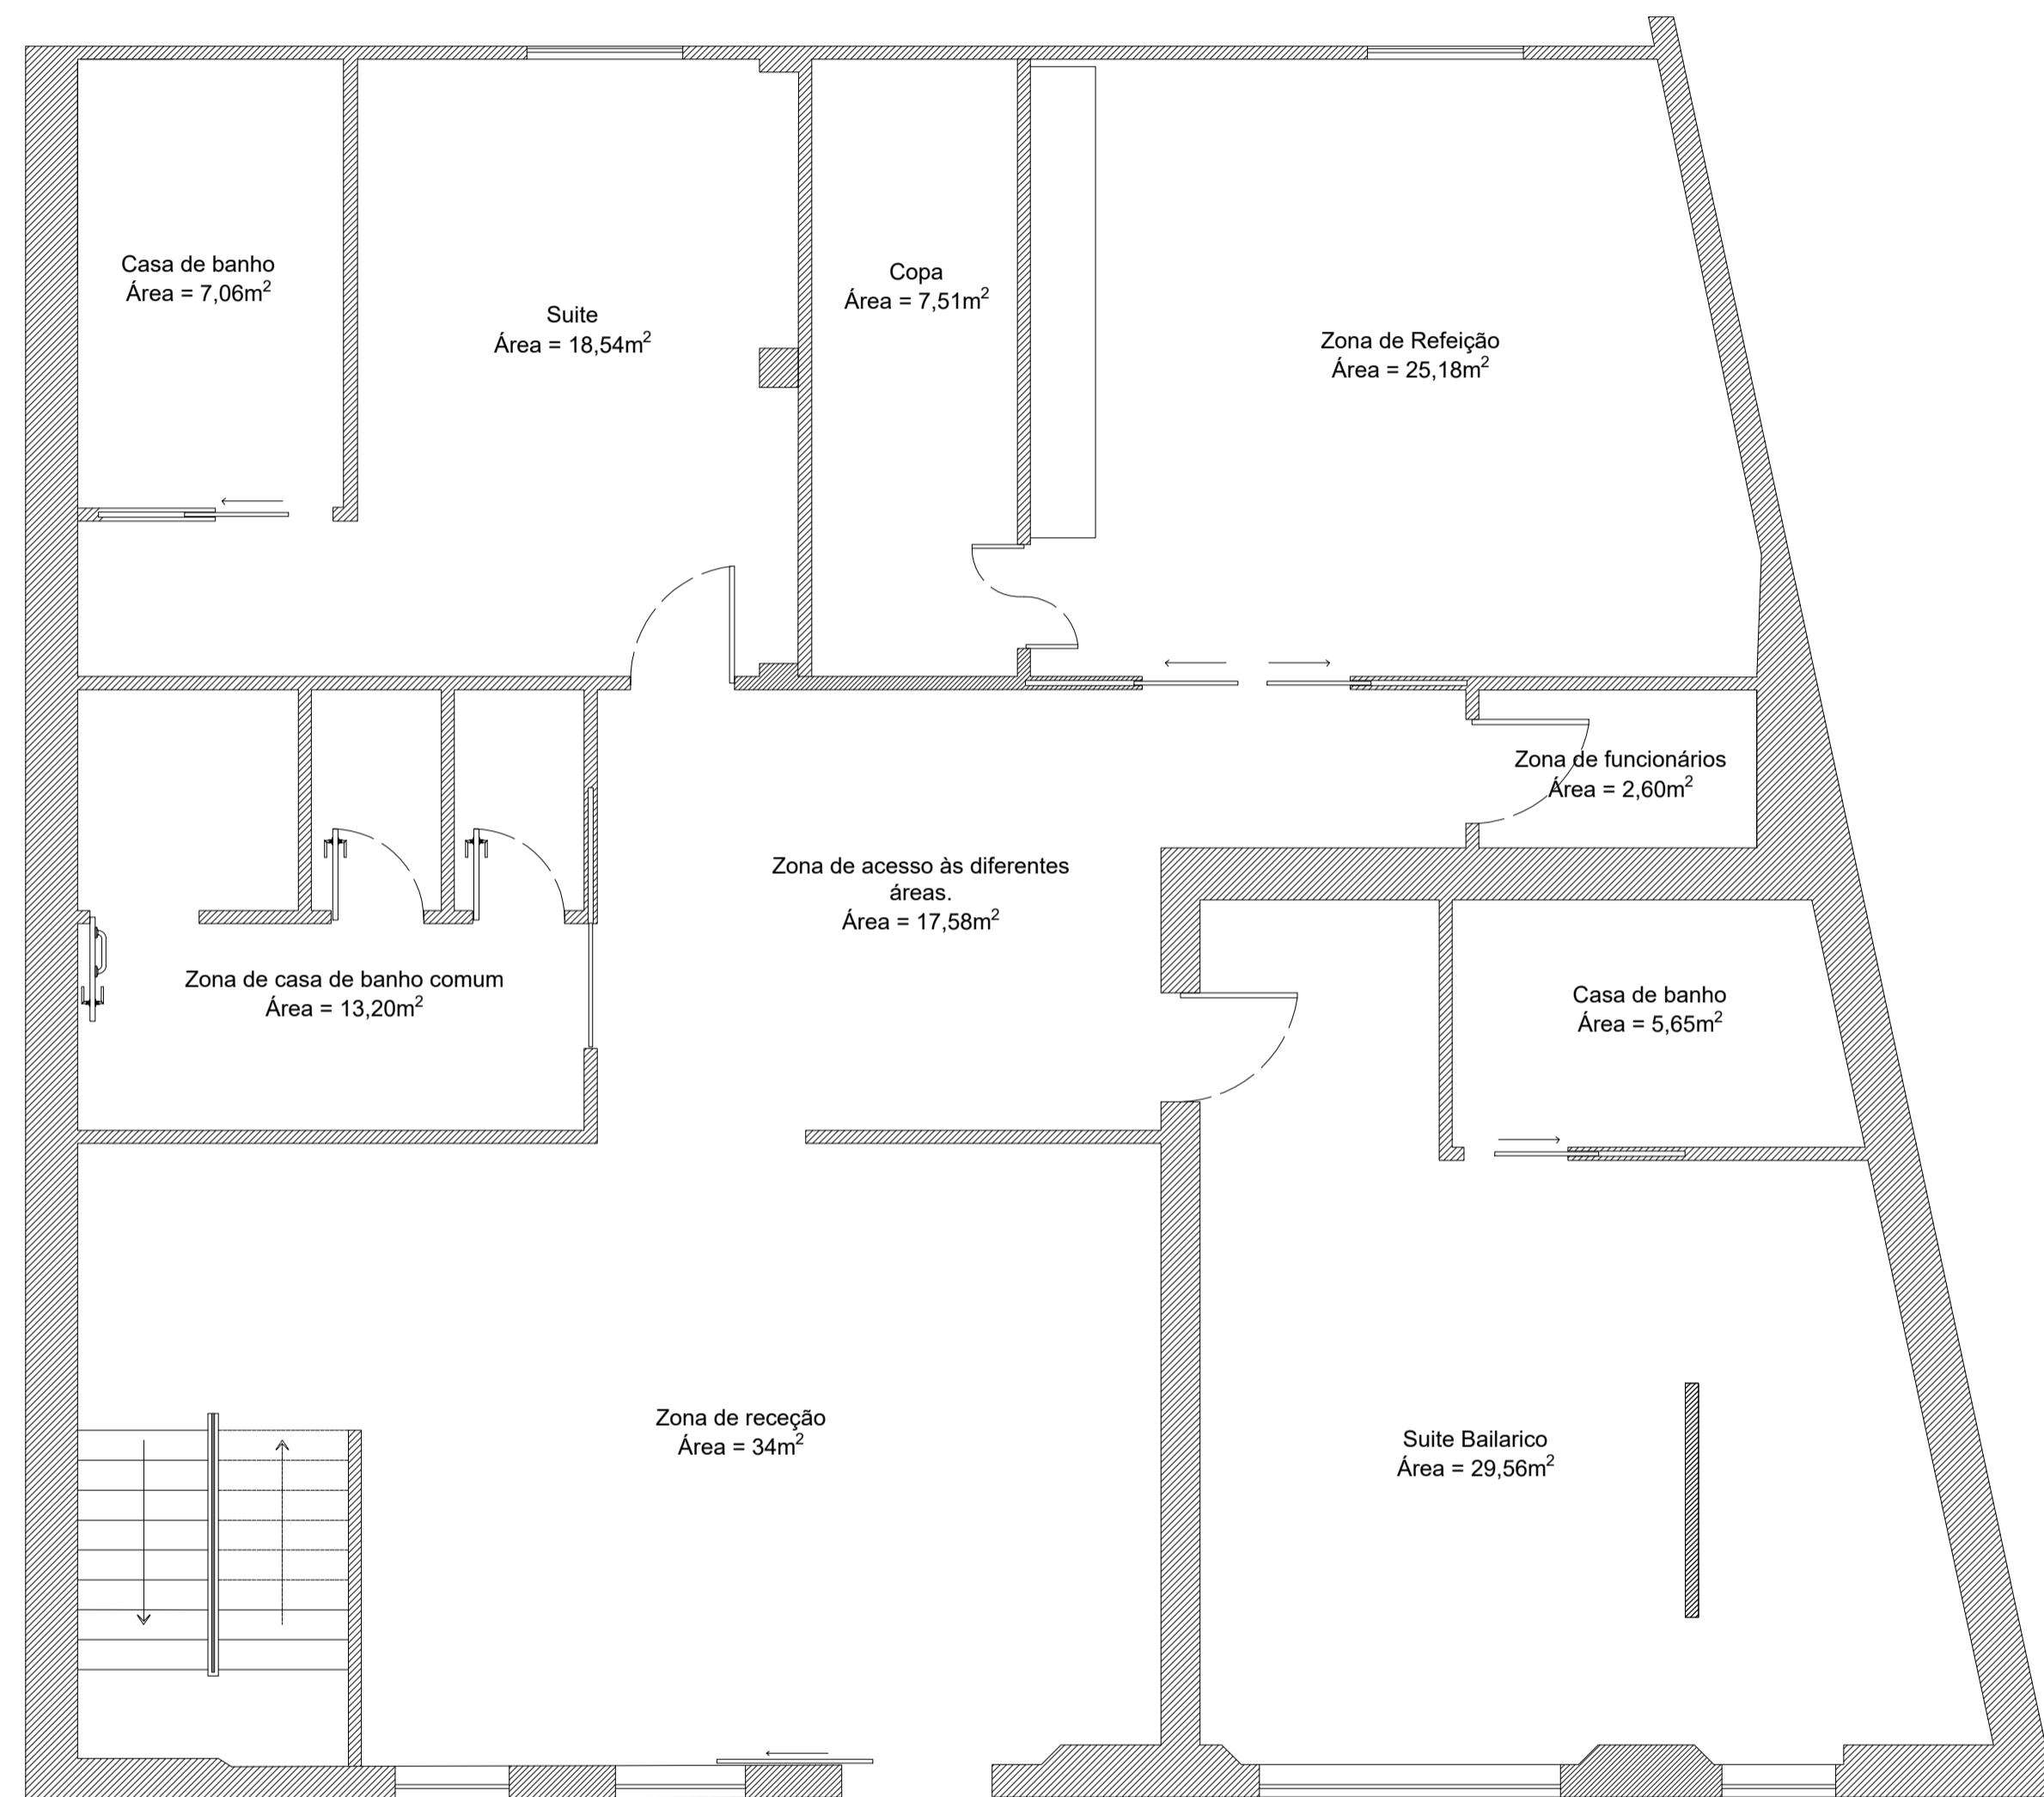 Casa de banho
Área = 7,06m²
Suite
Área = 18,54m²
Copa
Área = 7,51m²
Zona de Refeição
Área = 25,18m²
Zona de funcionários
Área = 2,60m²
Zona de acesso às diferentes
áreas.
Área = 17,58m²
Zona de casa de banho comum
Área = 13,20m²
Casa de banho
Área = 5,65m²
Zona de receção
Área = 34m²
Suite Bailarico
Área = 29,56m²